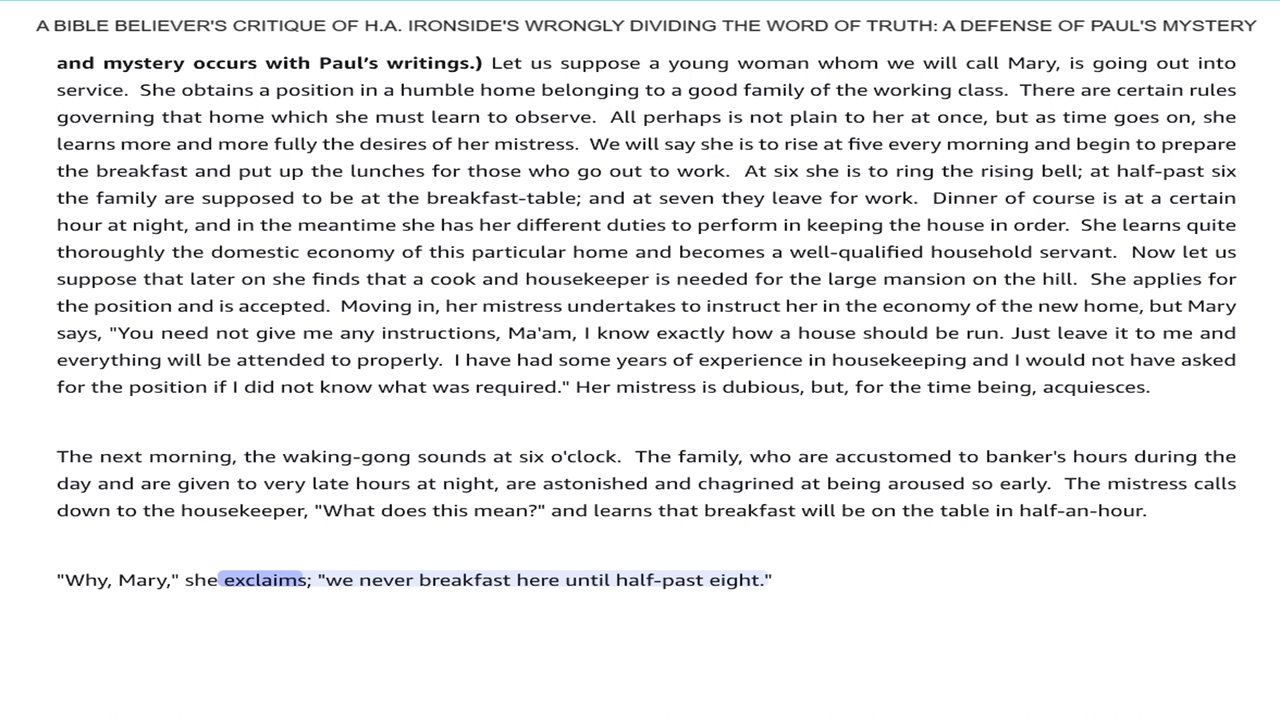 A BIBLE BELIEVER'S CRITIQUE OF H.A. IRONSIDE'S WRONGLY DIVIDING THE WORD OF TRUTH: A DEFENSE OF PAUL'S MYSTERY
and mystery occurs with Paul's writings.) Let us suppose a young woman whom we will call Mary, is going out into
service. She obtains a position in a humble home belonging to a good family of the working class. There are certain rules
governing that home which she must learn to observe. All perhaps is not plain to her at once, but as time goes on, she
learns more and more fully the desires of her mistress. We will say she is to rise at five every morning and begin to prepare
the breakfast and put up the lunches for those who go out to work. At six she is to ring the rising bell; at half-past six
the family are supposed to be at the breakfast-table; and at seven they leave for work. Dinner of course is at a certain
hour at night, and in the meantime she has her different duties to perform in keeping the house in order. She learns quite
thoroughly the domestic economy of this particular home and becomes a well-qualified household servant. Now let us
suppose that later on she finds that a cook and housekeeper is needed for the large mansion on the hill. She applies for
the position and is accepted. Moving in, her mistress undertakes to instruct her in the economy of the new home, but Mary
says, "You need not give me any instructions, Ma'am, I know exactly how a house should be run. Just leave it to me and
everything will be attended to properly. I have had some years of experience in housekeeping and I would not have asked
for the position if I did not know what was required." Her mistress is dubious, but, for the time being, acquiesces.
The next morning, the waking-gong sounds at six o'clock. The family, who are accustomed to banker's hours during the
day and are given to very late hours at night, are astonished and chagrined at being aroused so early. The mistress calls
down to the housekeeper, "What does this mean?" and learns that breakfast will be on the table in half-an-hour.
"Why, Mary," she exclaims; "we never breakfast here until half-past eight."